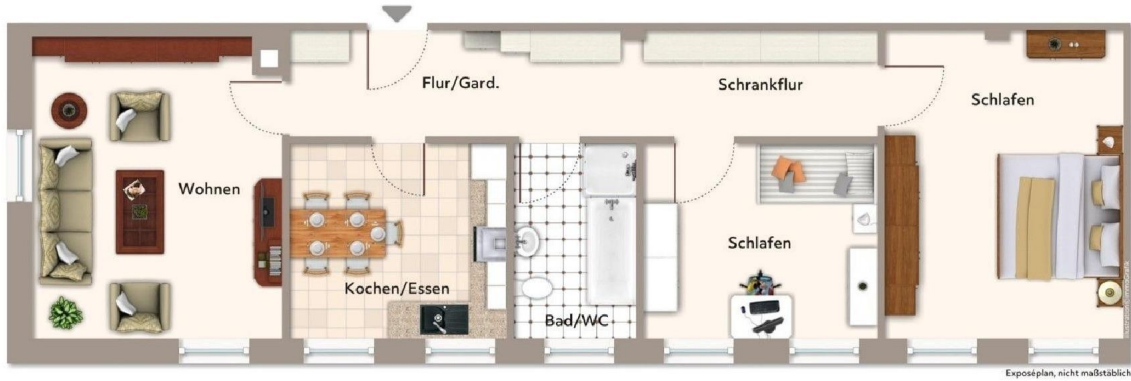 Flur/Gard.
Schrankflur
Schlafen
Wohnen
Schlafen
Kochen/Essen
Bad/WC
Exposéplan, nicht maßstäblich